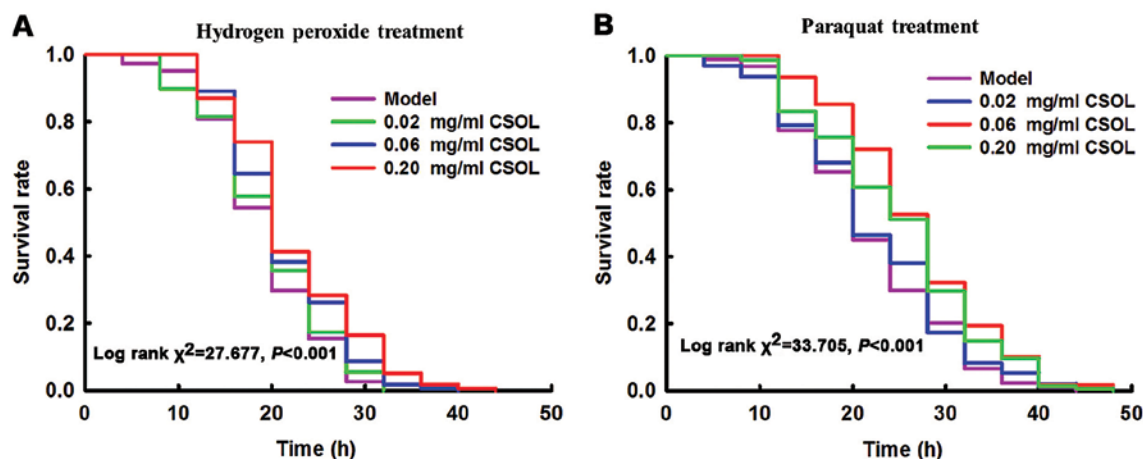 A
Hydrogen peroxide treatment
Survival rate
1.0
0.8
0.6
0.4
0.2
0.0
Model
0.02 mg/ml CSOL
0.06 mg/ml CSOL
0.20 mg/ml CSOL
Log rank χ²=27.677, P<0.001
0 10 20 30 40 50
Time (h)
B
Paraquat treatment
Survival rate
1.0
0.8
0.6
0.4
0.2
0.0
Model
0.02 mg/ml CSOL
0.06 mg/ml CSOL
0.20 mg/ml CSOL
Log rank χ²=33.705, P<0.001
0 10 20 30 40 50
Time (h)